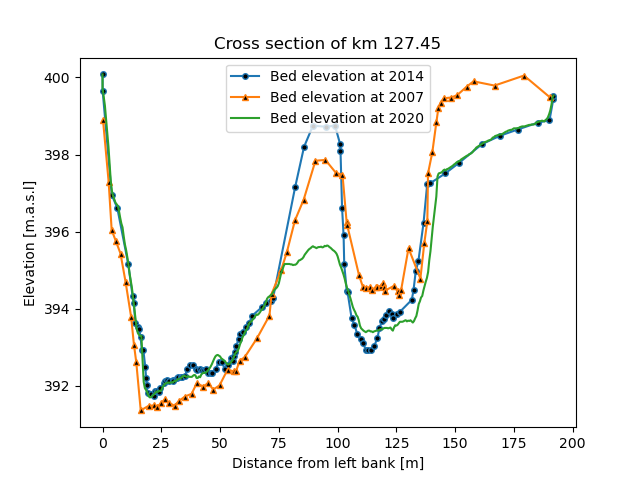 Cross section of km 127.45
Bed elevation at 2014
Bed elevation at 2007
Bed elevation at 2020
Elevation [m.a.s.l]
400
398
396
394
392
0 25 50 75 100 125 150 175 200
Distance from left bank [m]